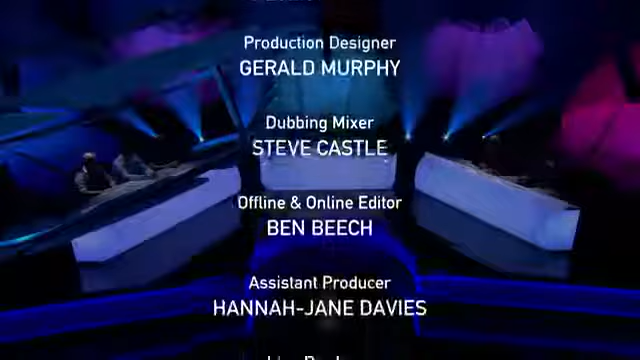 Production Designer
GERALD MURPHY
Dubbing Mixer
STEVE CASTLE
Offline & Online Editor
BEN BEECH
Assistant Producer
HANNAH-JANE DAVIES